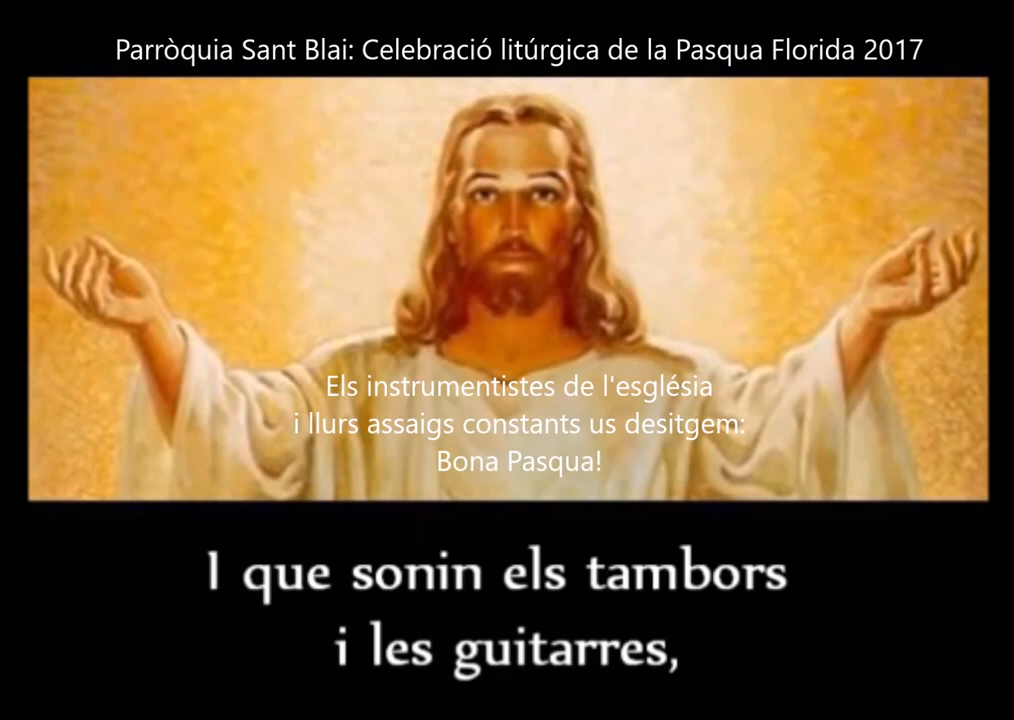 Parròquia Sant Blai: Celebració litúrgica de la Pasqua Florida 2017
Els instrumentistes de l'església
i llurs assaigs constants us desitgem:
Bona Pasqua!
I que sonin els tambors
i les guitarres,